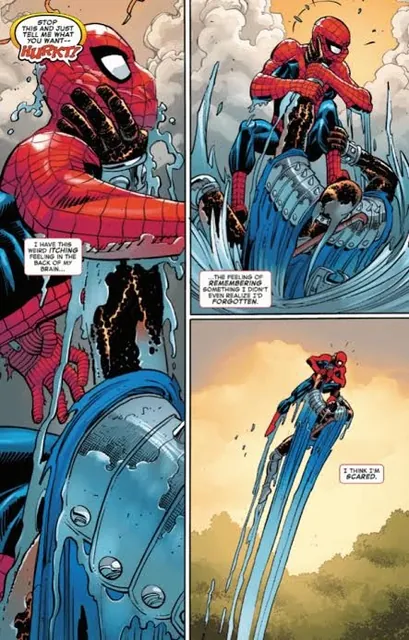 STOP
THIS AND JUST
TELL ME WHAT
YOU WANT--
HURKT!
I HAVE THIS
WEIRD ITCHING
FEELING IN THE
BACK OF MY
BRAIN...
...THE FEELING OF
REMEMBERING
SOMETHING I DIDN'T
EVEN REALIZE I'D
FORGOTTEN.
I THINK I'M
SCARED.